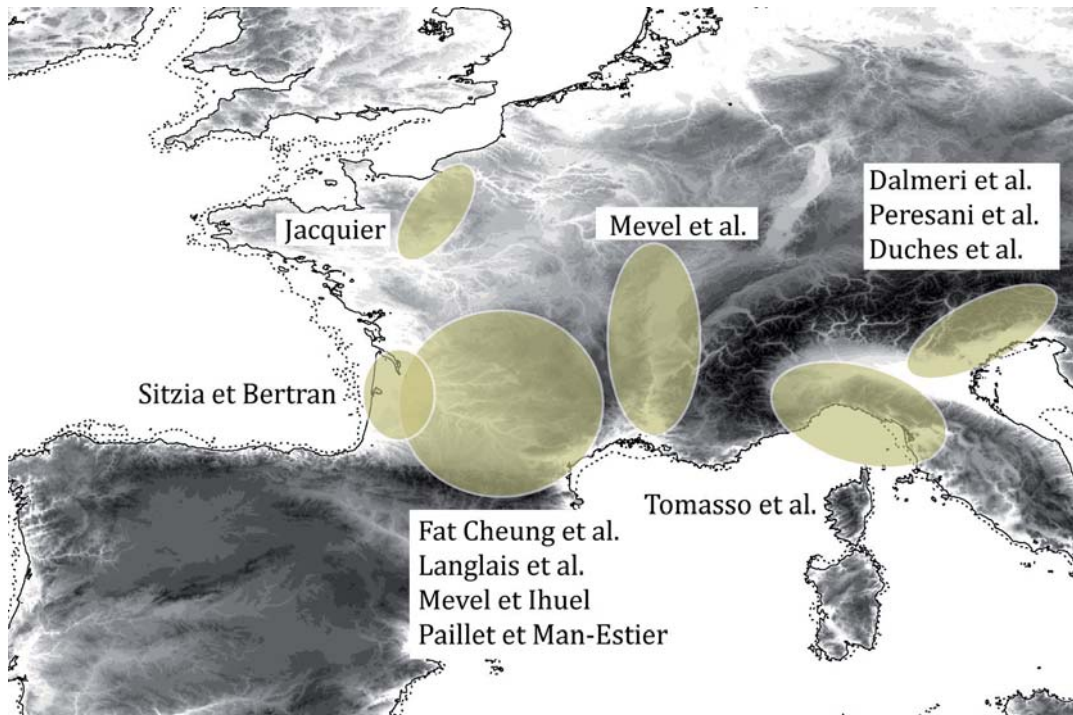 Dalmeri et al.
Peresani et al.
Duches et al.
Jacquier
Mevel et al.
Sitzia et Bertran
Tomasso et al.
Fat Cheung et al.
Langlais et al.
Mevel et Ihuel
Paillet et Man-Estier